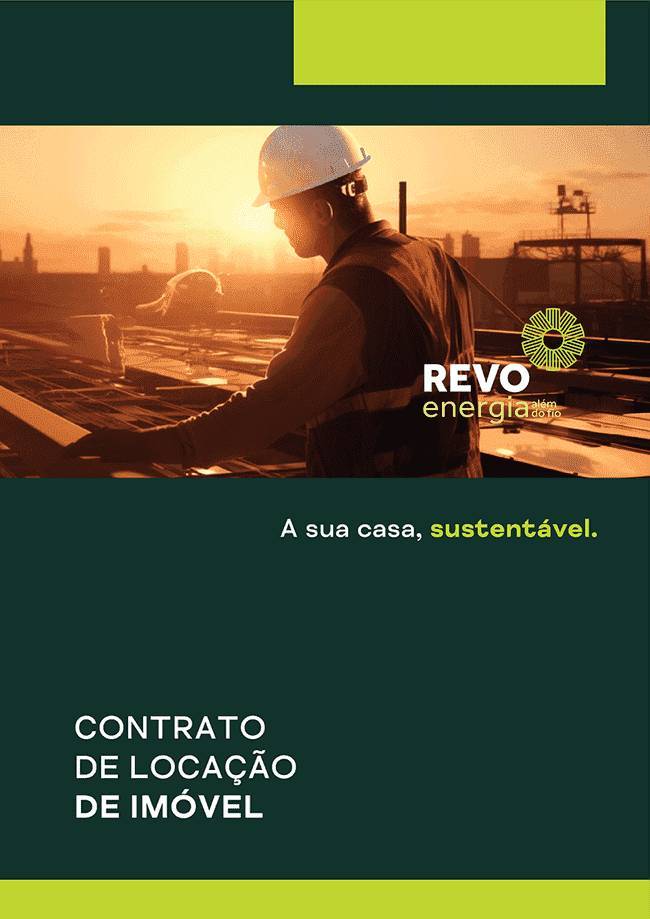 REVO
energia além
do fio
A sua casa, sustentável.
CONTRATO
DE LOCAÇÃO
DE IMÓVEL